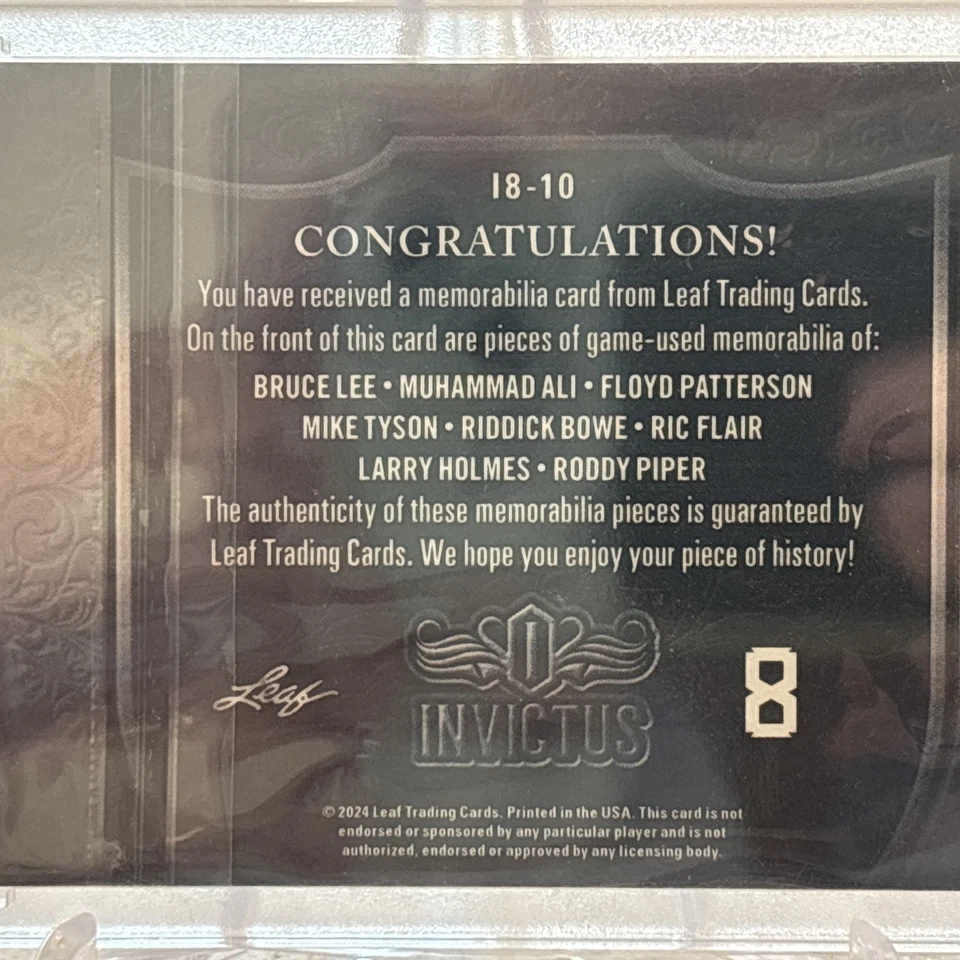 I8-10
CONGRATULATIONS!
You have received a memorabilia card from Leaf Trading Cards.
On the front of this card are pieces of game-used memorabilia of:
BRUCE LEE • MUHAMMAD ALI • FLOYD PATTERSON
MIKE TYSON • RIDDICK BOWE • RIC FLAIR
LARRY HOLMES • RODDY PIPER
The authenticity of these memorabilia pieces is guaranteed by
Leaf Trading Cards. We hope you enjoy your piece of history!
I
Leaf
INVICTUS
8
© 2024 Leaf Trading Cards. Printed in the USA. This card is not
endorsed or sponsored by any particular player and is not
authorized, endorsed or approved by any licensing body.